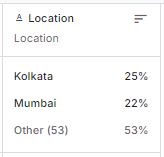 A Location
Location
Kolkata 25%
Mumbai 22%
Other (53) 53%